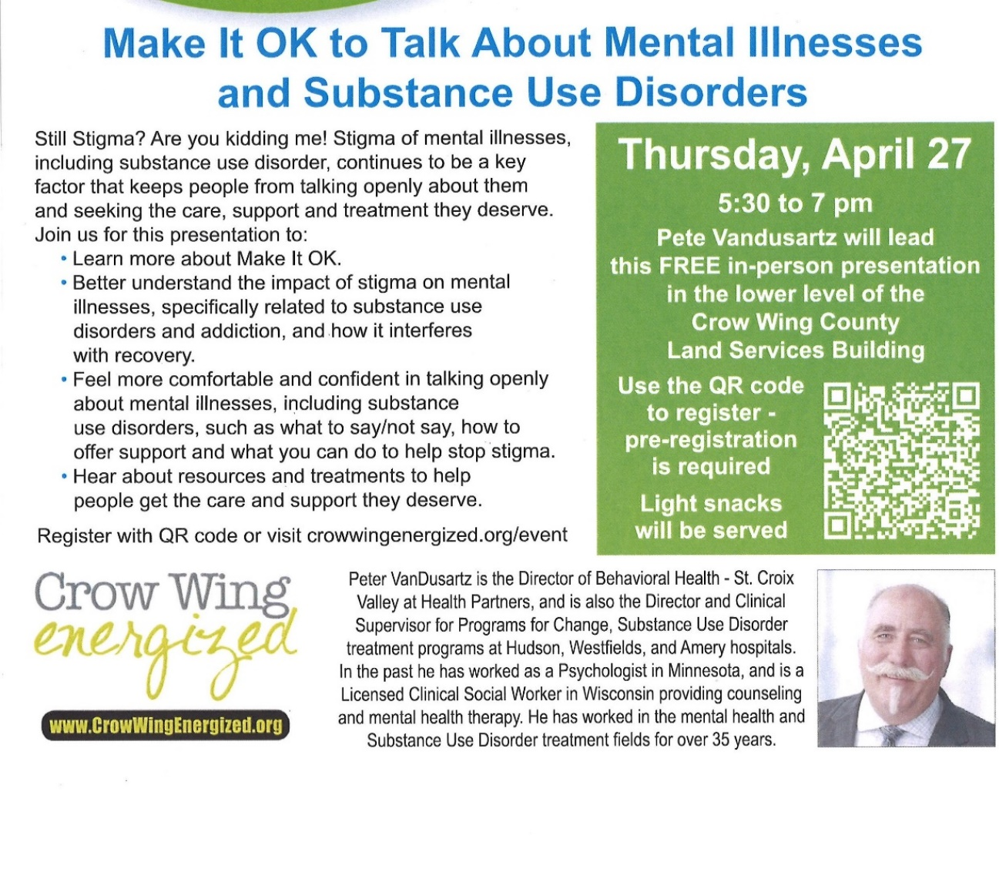 Make It OK to Talk About Mental Illnesses
and Substance Use Disorders
Still Stigma? Are you kidding me! Stigma of mental illnesses,
including substance use disorder, continues to be a key
factor that keeps people from talking openly about them
and seeking the care, support and treatment they deserve.
Join us for this presentation to:
• Learn more about Make It OK.
• Better understand the impact of stigma on mental
illnesses, specifically related to substance use
disorders and addiction, and how it interferes
with recovery.
• Feel more comfortable and confident in talking openly
about mental illnesses, including substance
use disorders, such as what to say/not say, how to
offer support and what you can do to help stop stigma.
• Hear about resources and treatments to help
people get the care and support they deserve.
Register with QR code or visit crowwingenergized.org/event
Thursday, April 27
5:30 to 7 pm
Pete Vandusartz will lead
this FREE in-person presentation
in the lower level of the
Crow Wing County
Land Services Building
Use the QR code
to register -
pre-registration
is required
Light snacks
will be served
Crow Wing
energized
www.CrowWingEnergized.org
Peter VanDusartz is the Director of Behavioral Health - St. Croix
Valley at Health Partners, and is also the Director and Clinical
Supervisor for Programs for Change, Substance Use Disorder
treatment programs at Hudson, Westfields, and Amery hospitals.
In the past he has worked as a Psychologist in Minnesota, and is a
Licensed Clinical Social Worker in Wisconsin providing counseling
and mental health therapy. He has worked in the mental health and
Substance Use Disorder treatment fields for over 35 years.